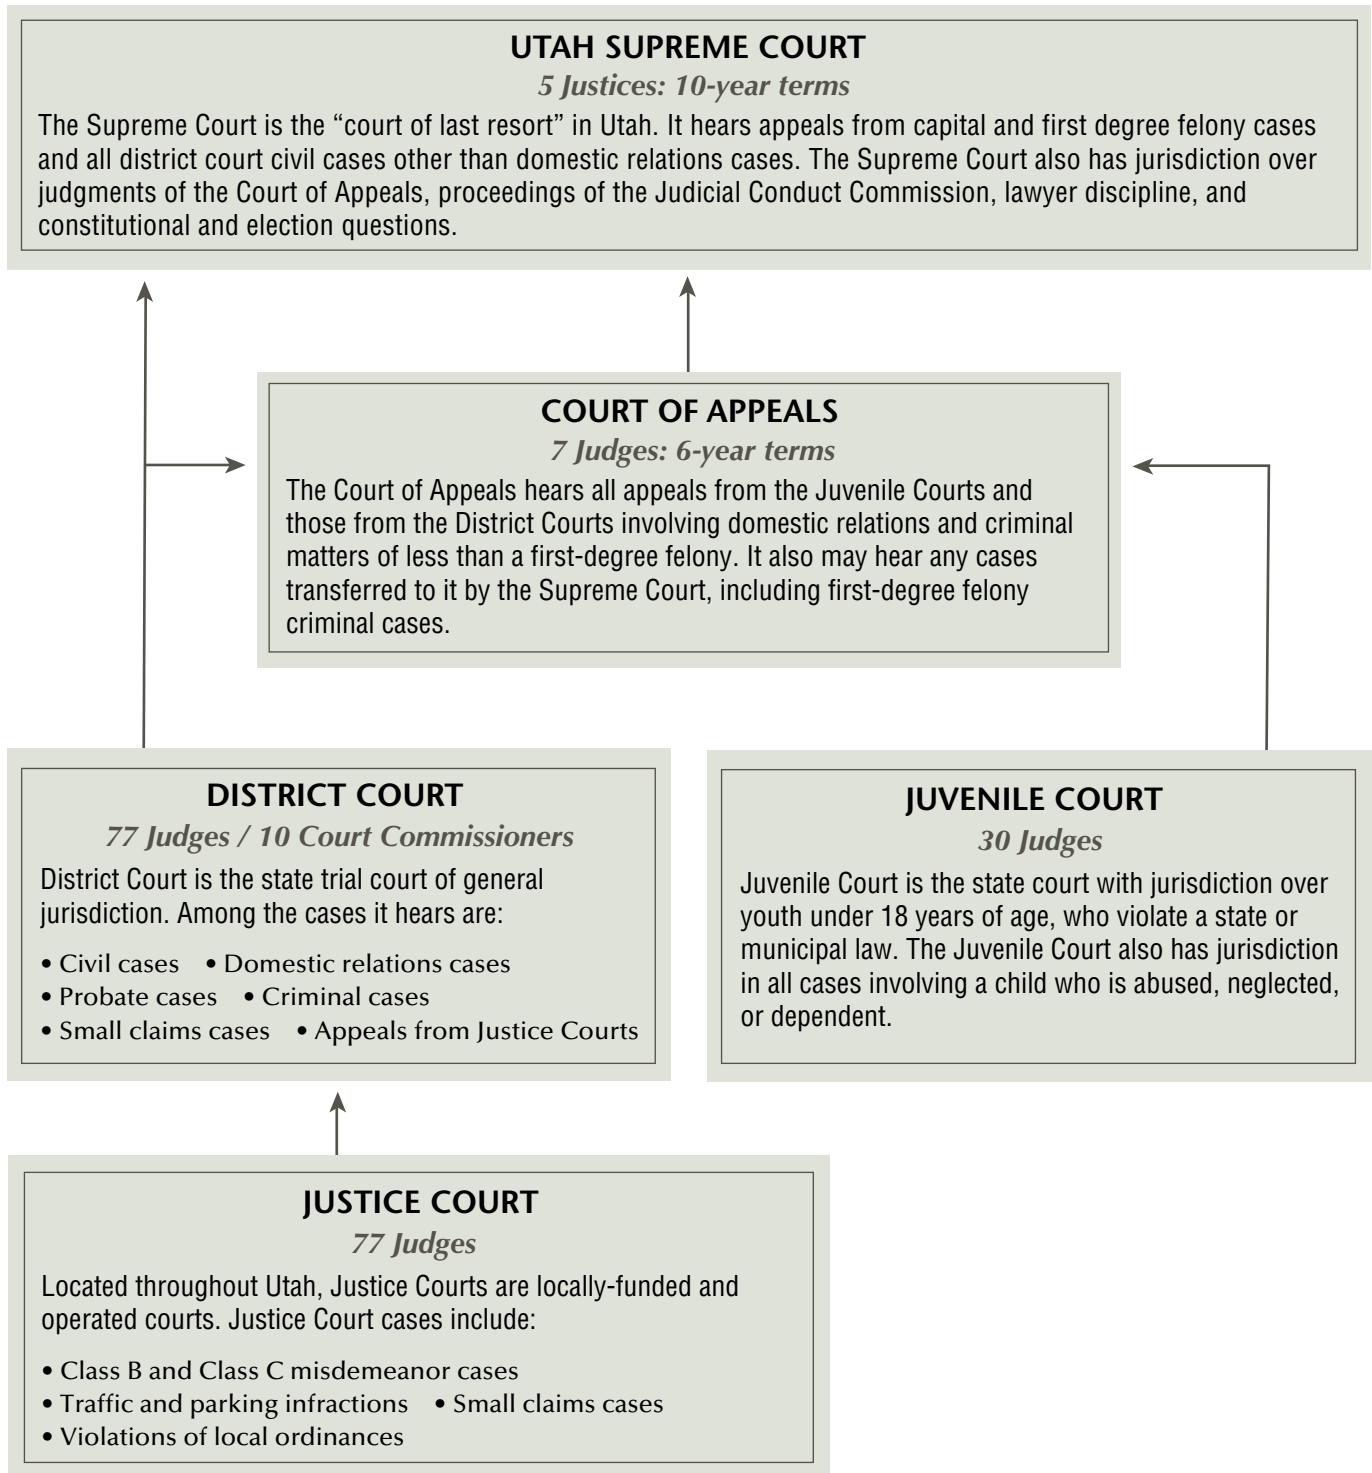 UTAH SUPREME COURT
5 Justices: 10-year terms
The Supreme Court is the “court of last resort” in Utah. It hears appeals from capital and first degree felony cases
and all district court civil cases other than domestic relations cases. The Supreme Court also has jurisdiction over
judgments of the Court of Appeals, proceedings of the Judicial Conduct Commission, lawyer discipline, and
constitutional and election questions.
COURT OF APPEALS
7 Judges: 6-year terms
The Court of Appeals hears all appeals from the Juvenile Courts and
those from the District Courts involving domestic relations and criminal
matters of less than a first-degree felony. It also may hear any cases
transferred to it by the Supreme Court, including first-degree felony
criminal cases.
DISTRICT COURT
77 Judges / 10 Court Commissioners
District Court is the state trial court of general
jurisdiction. Among the cases it hears are:
• Civil cases • Domestic relations cases
• Probate cases • Criminal cases
• Small claims cases • Appeals from Justice Courts
JUVENILE COURT
30 Judges
Juvenile Court is the state court with jurisdiction over
youth under 18 years of age, who violate a state or
municipal law. The Juvenile Court also has jurisdiction
in all cases involving a child who is abused, neglected,
or dependent.
JUSTICE COURT
77 Judges
Located throughout Utah, Justice Courts are locally-funded and
operated courts. Justice Court cases include:
• Class B and Class C misdemeanor cases
• Traffic and parking infractions • Small claims cases
• Violations of local ordinances